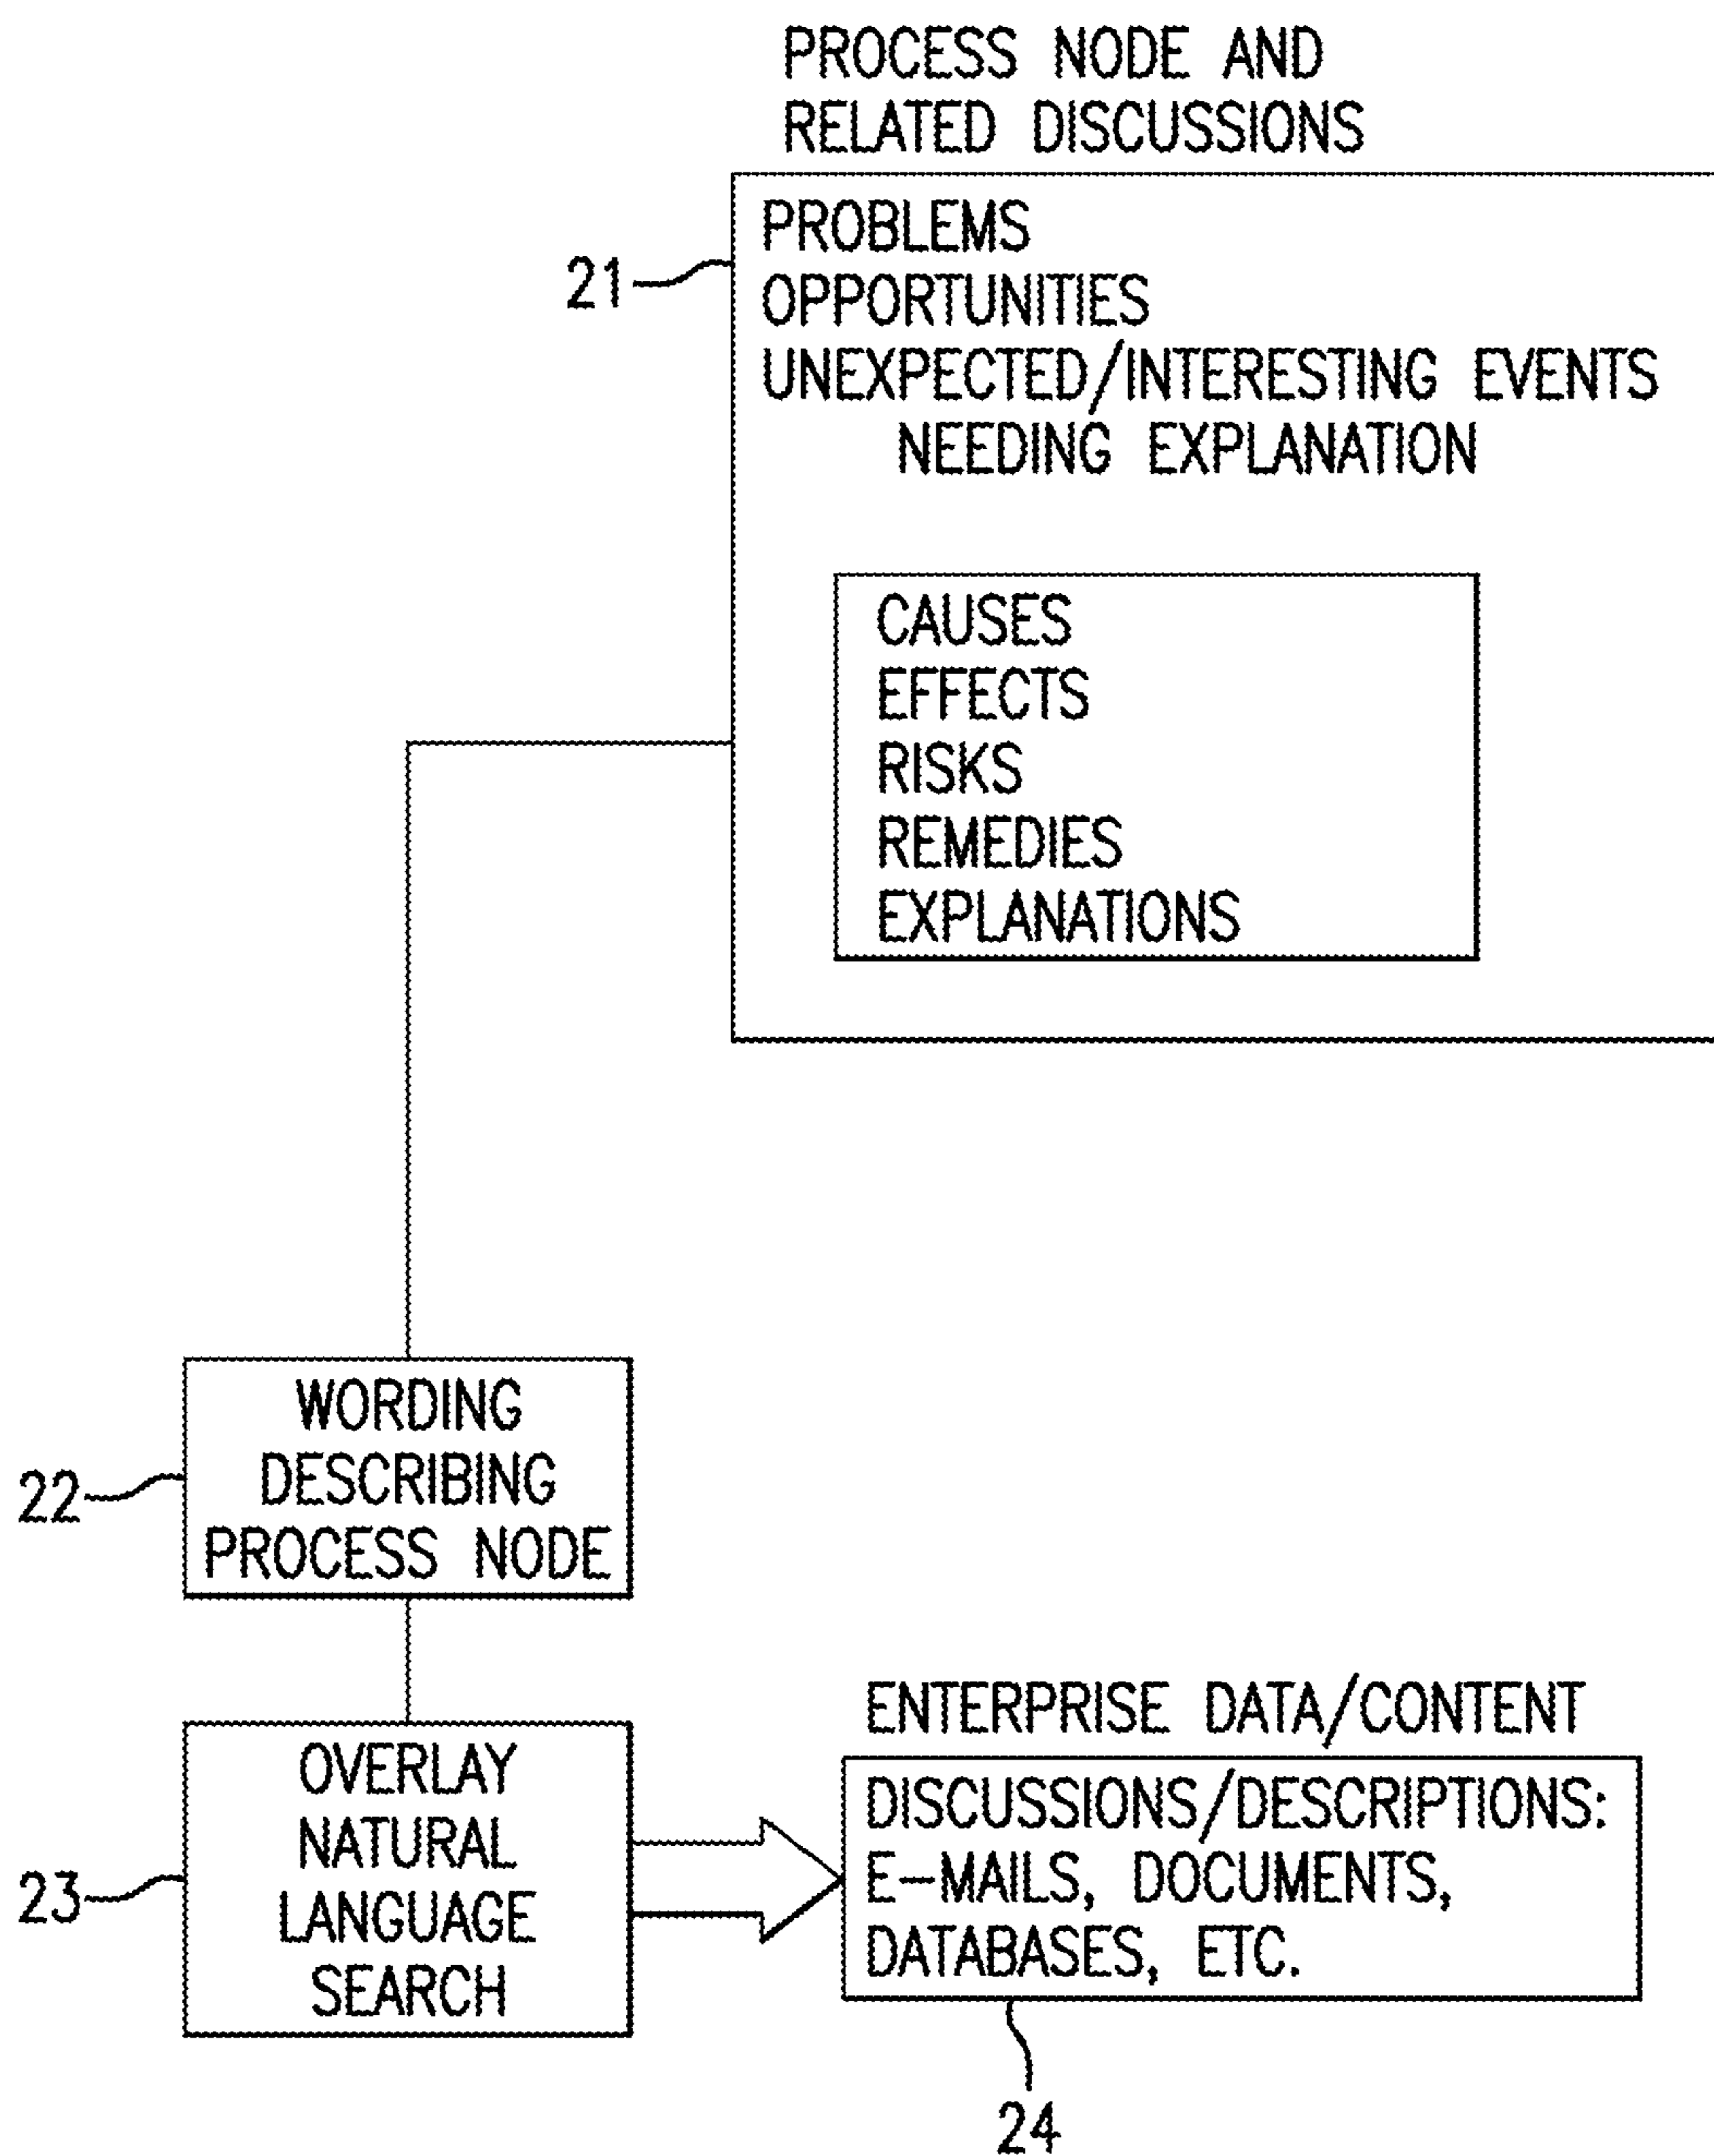 PROCESS NODE AND
RELATED DISCUSSIONS
21
PROBLEMS
OPPORTUNITIES
UNEXPECTED/INTERESTING EVENTS
NEEDING EXPLANATION
CAUSES
EFFECTS
RISKS
REMEDIES
EXPLANATIONS
22
WORDING
DESCRIBING
PROCESS NODE
23
OVERLAY
NATURAL
LANGUAGE
SEARCH
ENTERPRISE DATA/CONTENT
DISCUSSIONS/DESCRIPTIONS:
E-MAILS, DOCUMENTS,
DATABASES, ETC.
24